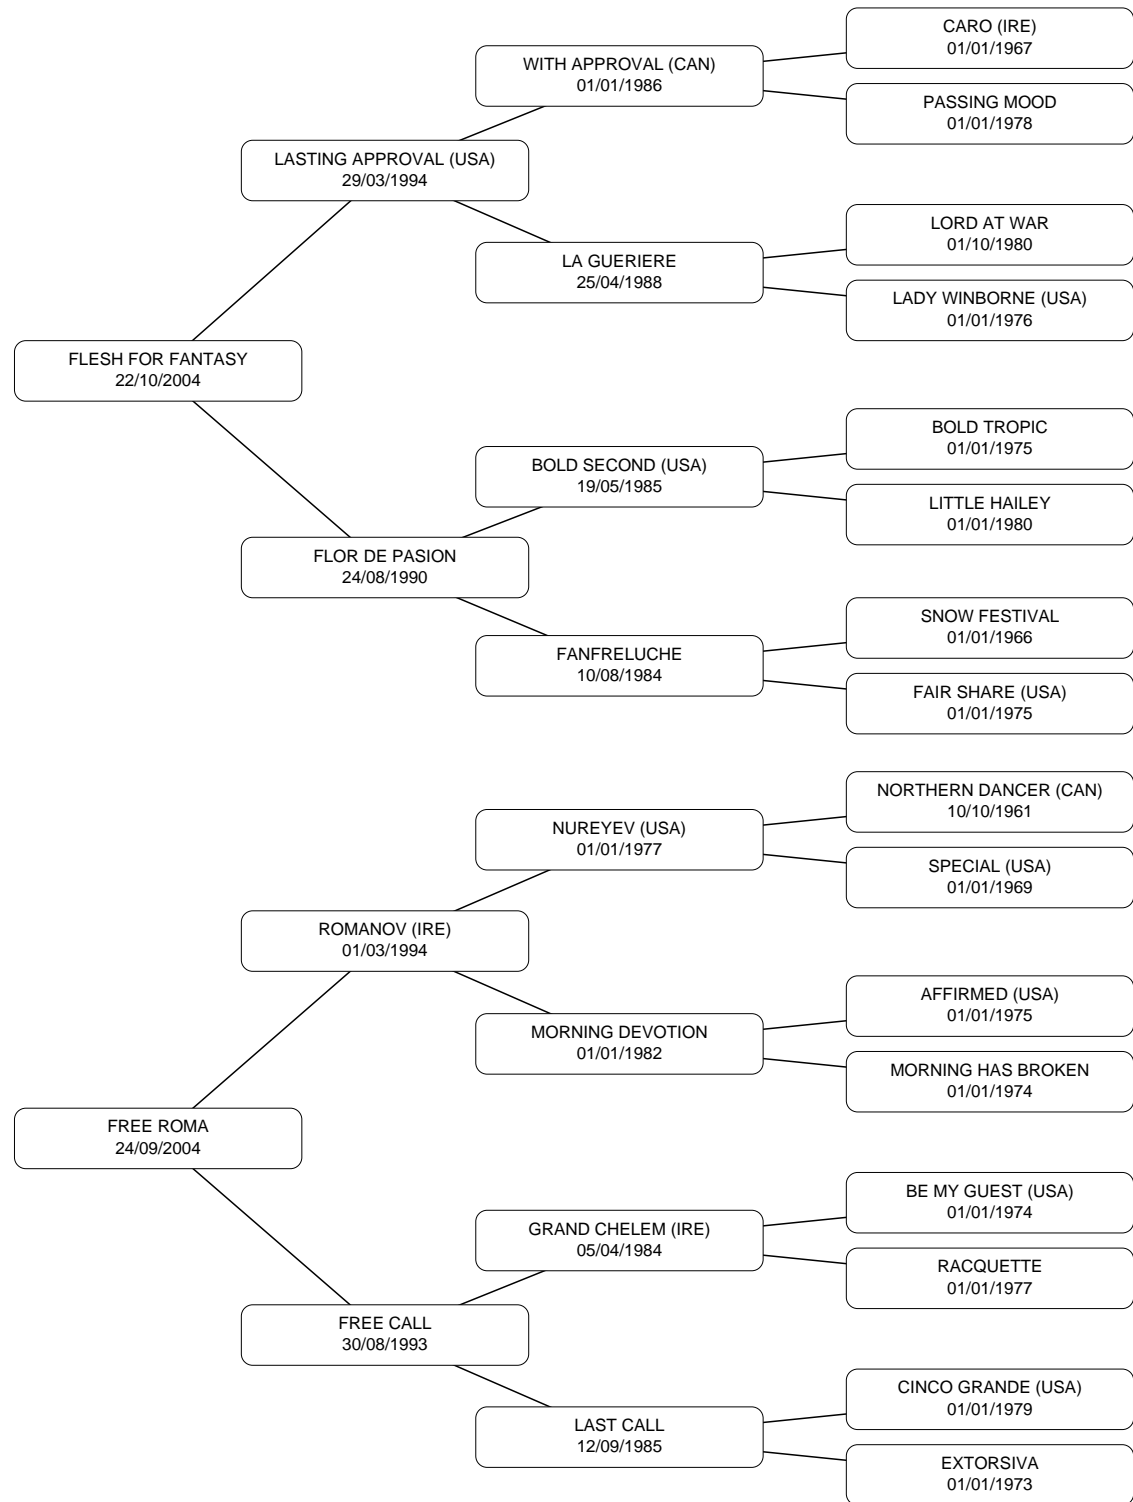 CARO (IRE)
01/01/1967
WITH APPROVAL (CAN)
01/01/1986
PASSING MOOD
01/01/1978
LASTING APPROVAL (USA)
29/03/1994
LORD AT WAR
01/10/1980
LA GUERIERE
25/04/1988
LADY WINBORNE (USA)
01/01/1976
FLESH FOR FANTASY
22/10/2004
BOLD TROPIC
01/01/1975
BOLD SECOND (USA)
19/05/1985
LITTLE HAILEY
01/01/1980
FLOR DE PASION
24/08/1990
SNOW FESTIVAL
01/01/1966
FANFRELUCHE
10/08/1984
FAIR SHARE (USA)
01/01/1975
NORTHERN DANCER (CAN)
10/10/1961
NUREYEV (USA)
01/01/1977
SPECIAL (USA)
01/01/1969
ROMANOV (IRE)
01/03/1994
AFFIRMED (USA)
01/01/1975
MORNING DEVOTION
01/01/1982
MORNING HAS BROKEN
01/01/1974
FREE ROMA
24/09/2004
BE MY GUEST (USA)
01/01/1974
GRAND CHELEM (IRE)
05/04/1984
RACQUETTE
01/01/1977
FREE CALL
30/08/1993
CINCO GRANDE (USA)
01/01/1979
LAST CALL
12/09/1985
EXTORSIVA
01/01/1973